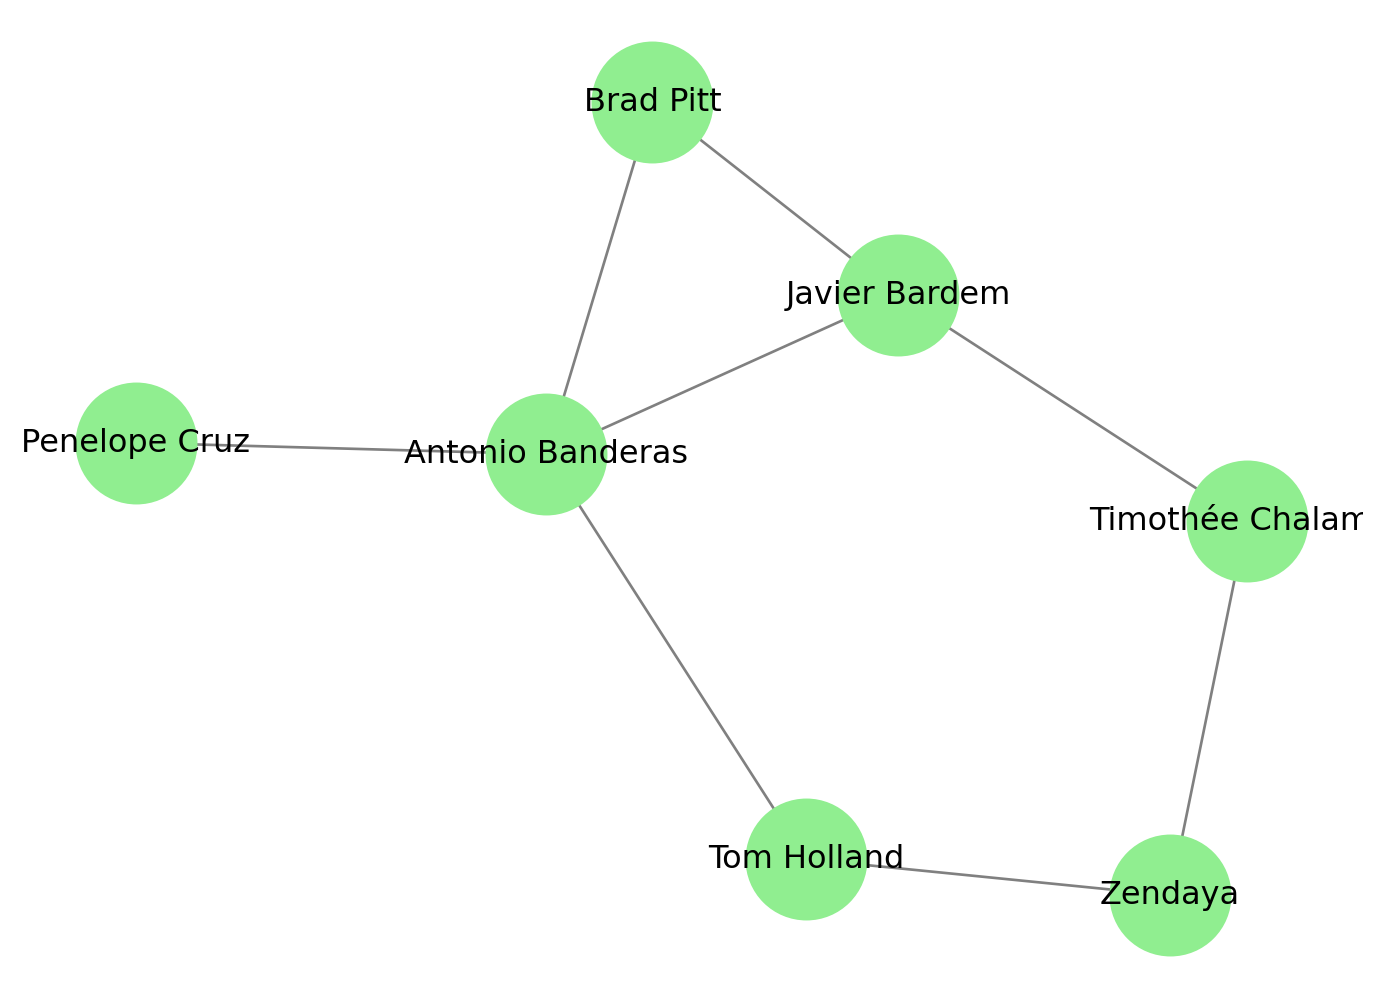 Brad Pitt
Javier Bardem
Penelope Cruz
Antonio Banderas
Timothée Chalam
Tom Holland
Zendaya